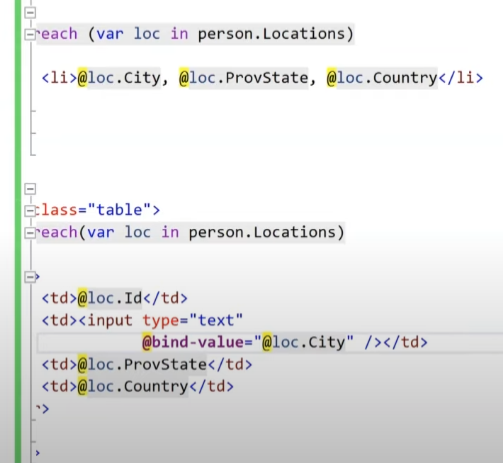 reach (var loc in person.Locations)
<li>@loc.City, @loc.ProvState, @loc.Country</li>
class="table">
reach(var loc in person.Locations)
>
<td>@loc.Id</td>
<td><input type="text"
@bind-value="@loc.City" /></td>
<td>@loc.ProvState</td>
<td>@loc.Country</td>
>
>